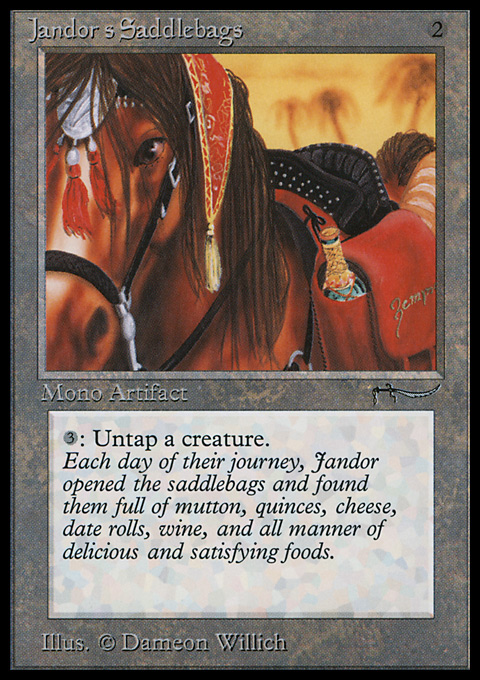 Jandor's Saddlebags 2
Mono Artifact
3: Untap a creature.
Each day of their journey, Jandor
opened the saddlebags and found
them full of mutton, quinces, cheese,
date rolls, wine, and all manner of
delicious and satisfying foods.
Illus. © Dameon Willich